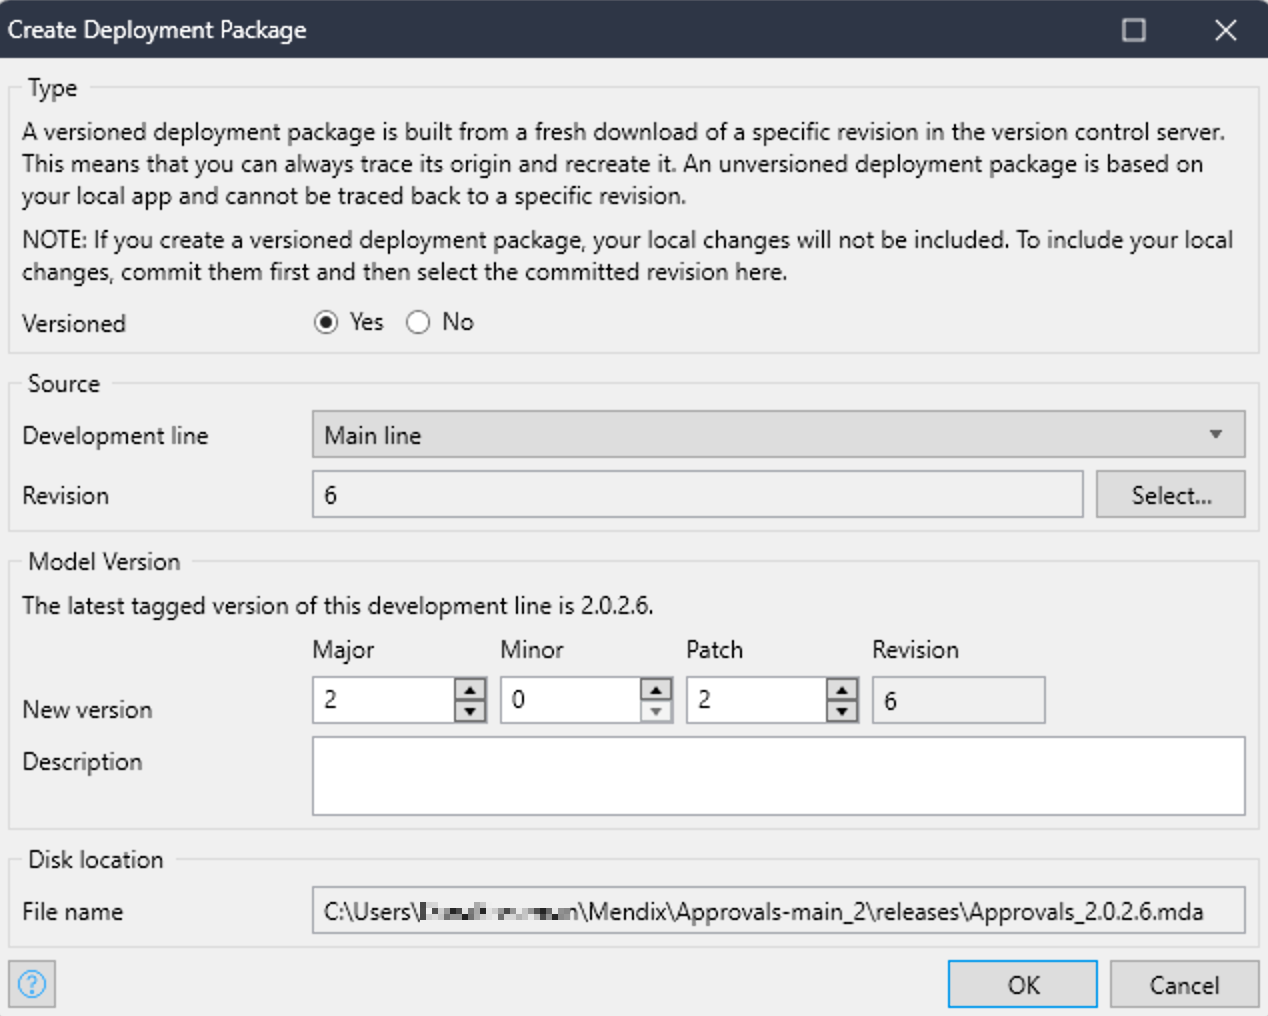 Create Deployment Package
Type
A versioned deployment package is built from a fresh download of a specific revision in the version control server.
This means that you can always trace its origin and recreate it. An unversioned deployment package is based on
your local app and cannot be traced back to a specific revision.
NOTE: If you create a versioned deployment package, your local changes will not be included. To include your local
changes, commit them first and then select the committed revision here.
Versioned Yes No
Source
Development line Main line
Revision 6 Select...
Model Version
The latest tagged version of this development line is 2.0.2.6.
Major Minor Patch Revision
New version 2 0 2 6
Description
Disk location
File name C:\Users\ \Mendix\Approvals-main_2\releases\Approvals_2.0.2.6.mda
? OK Cancel